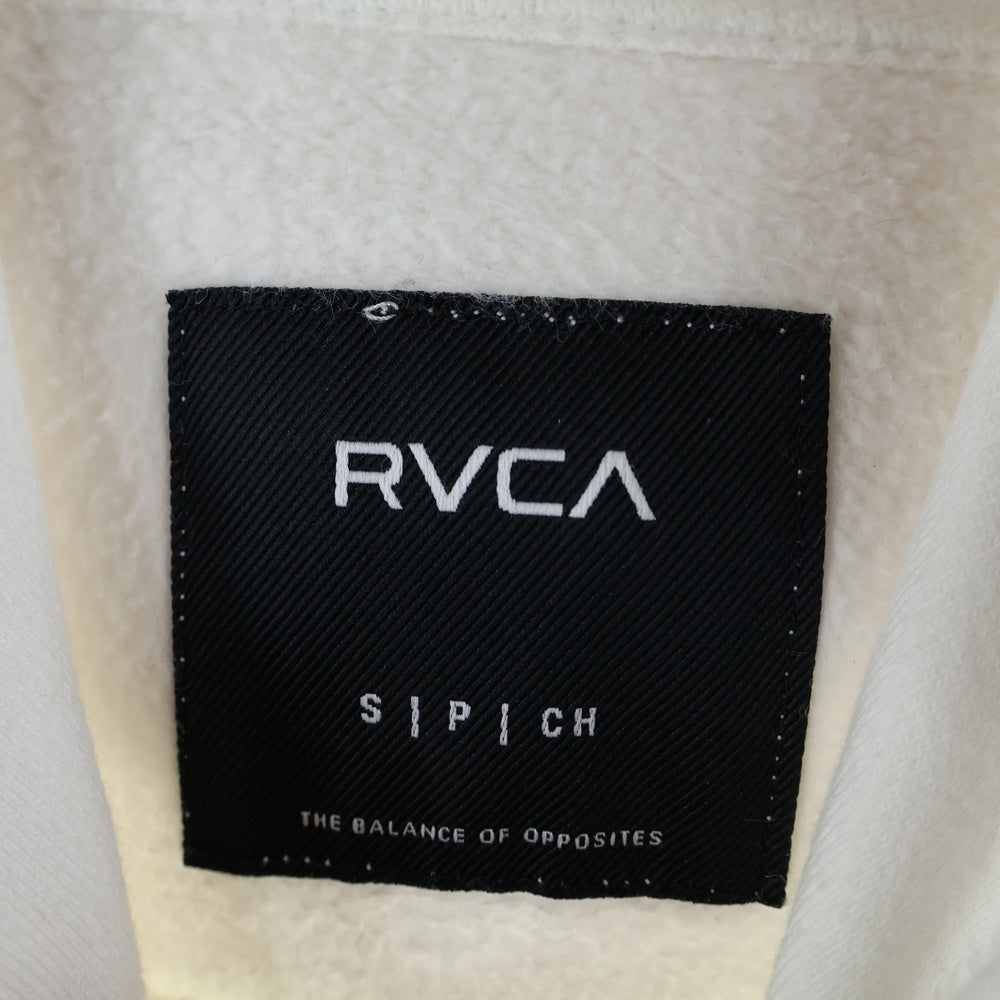 RVCA
S | P | CH
THE BALANCE OF OPPOSITES